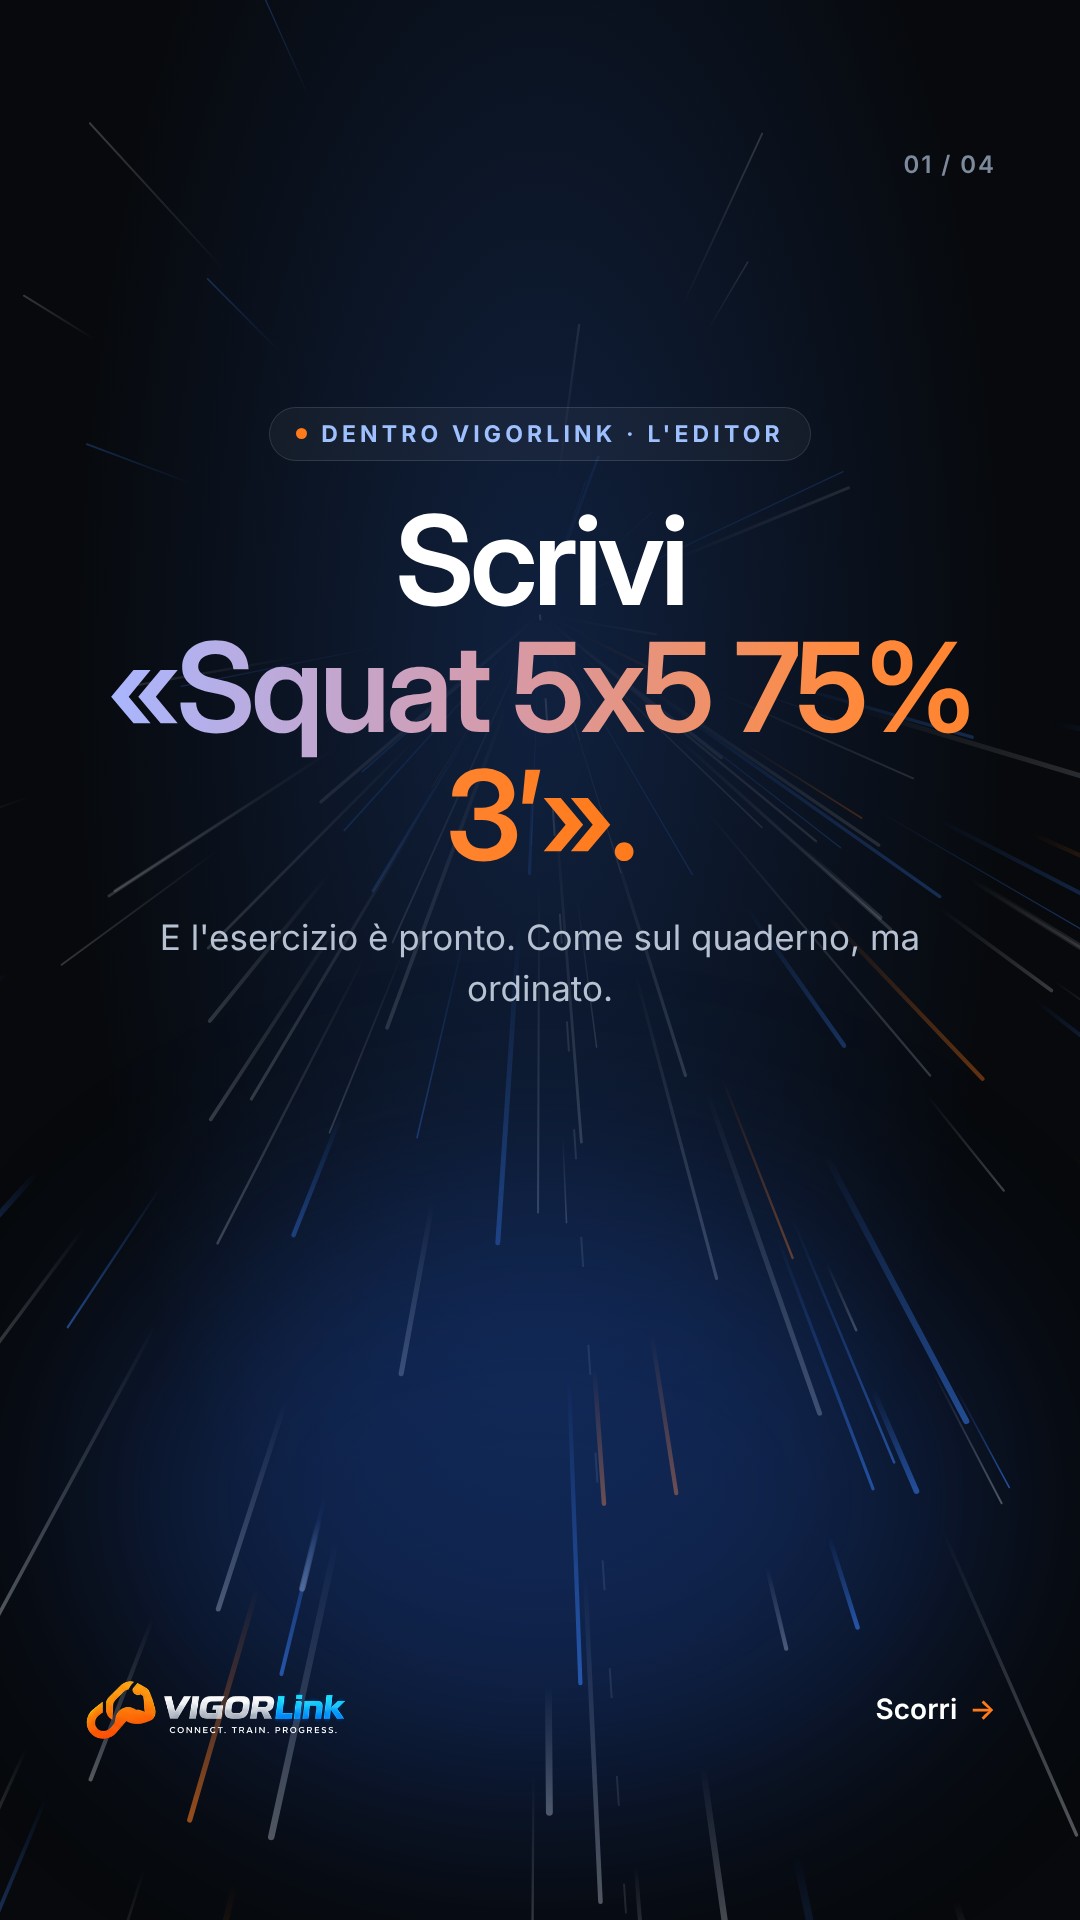 01 / 04
DENTRO VIGORLINK · L'EDITOR
Scrivi
«Squat 5x5 75%
3'».
E l'esercizio è pronto. Come sul quaderno, ma
ordinato.
VIGORLink
CONNECT. TRAIN. PROGRESS.
Scorri →